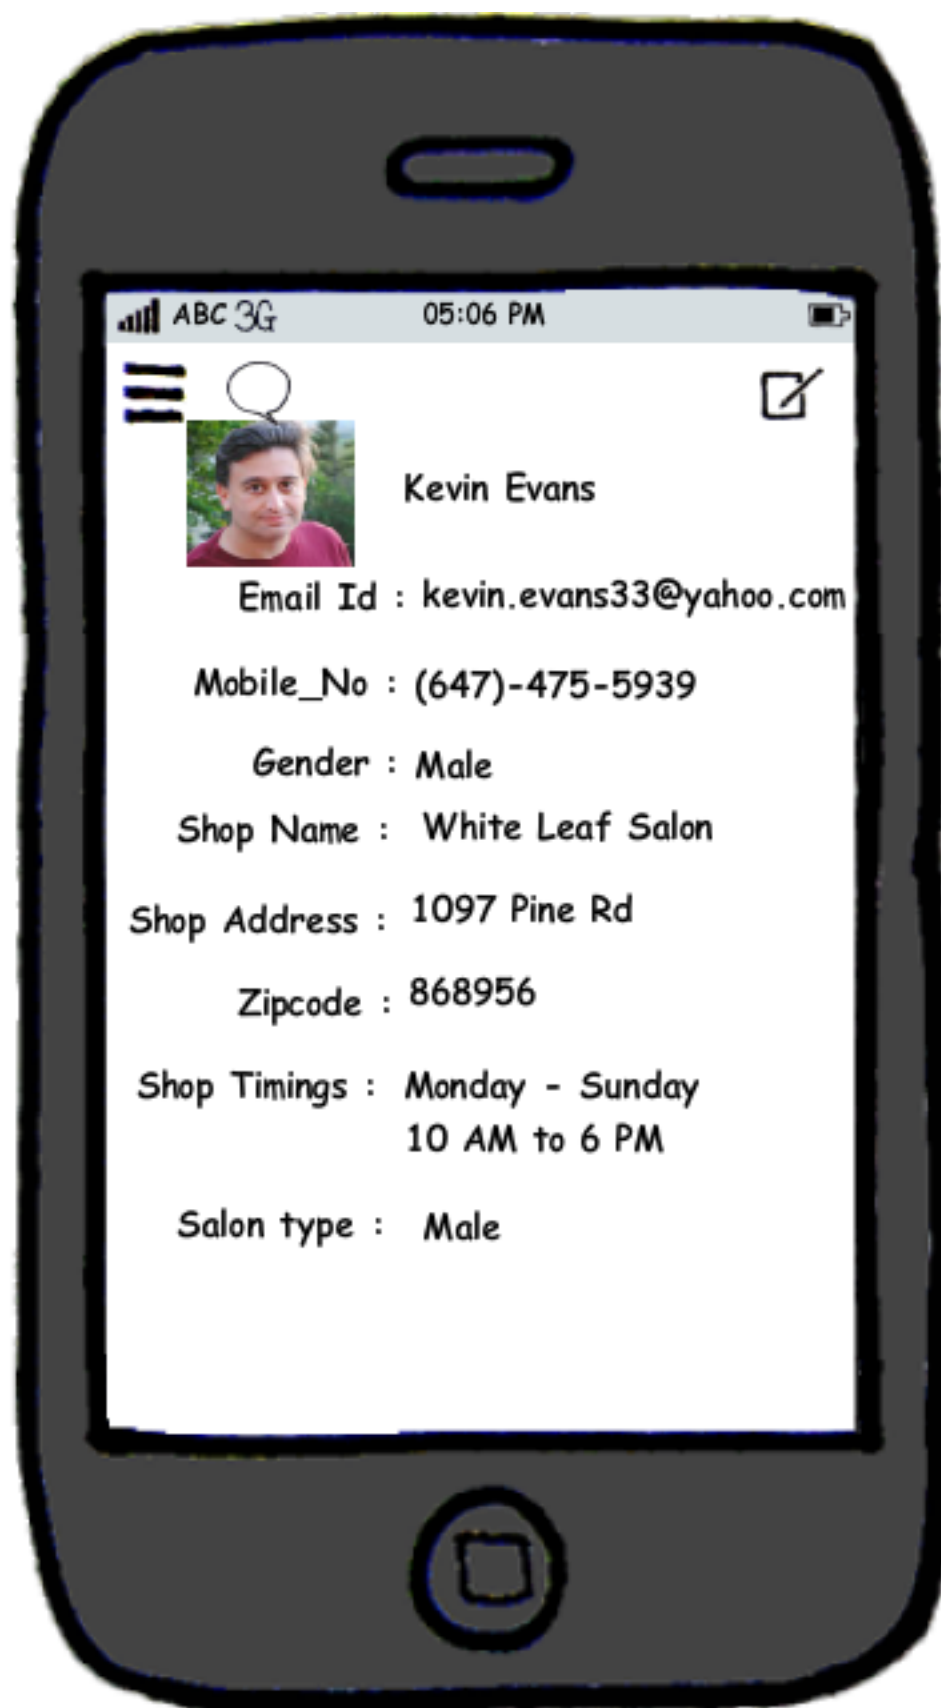 ABC 3G 05:06 PM
Kevin Evans
Email Id : kevin.evans33@yahoo.com
Mobile_No : (647)-475-5939
Gender : Male
Shop Name : White Leaf Salon
Shop Address : 1097 Pine Rd
Zipcode : 868956
Shop Timings : Monday - Sunday
10 AM to 6 PM
Salon type : Male